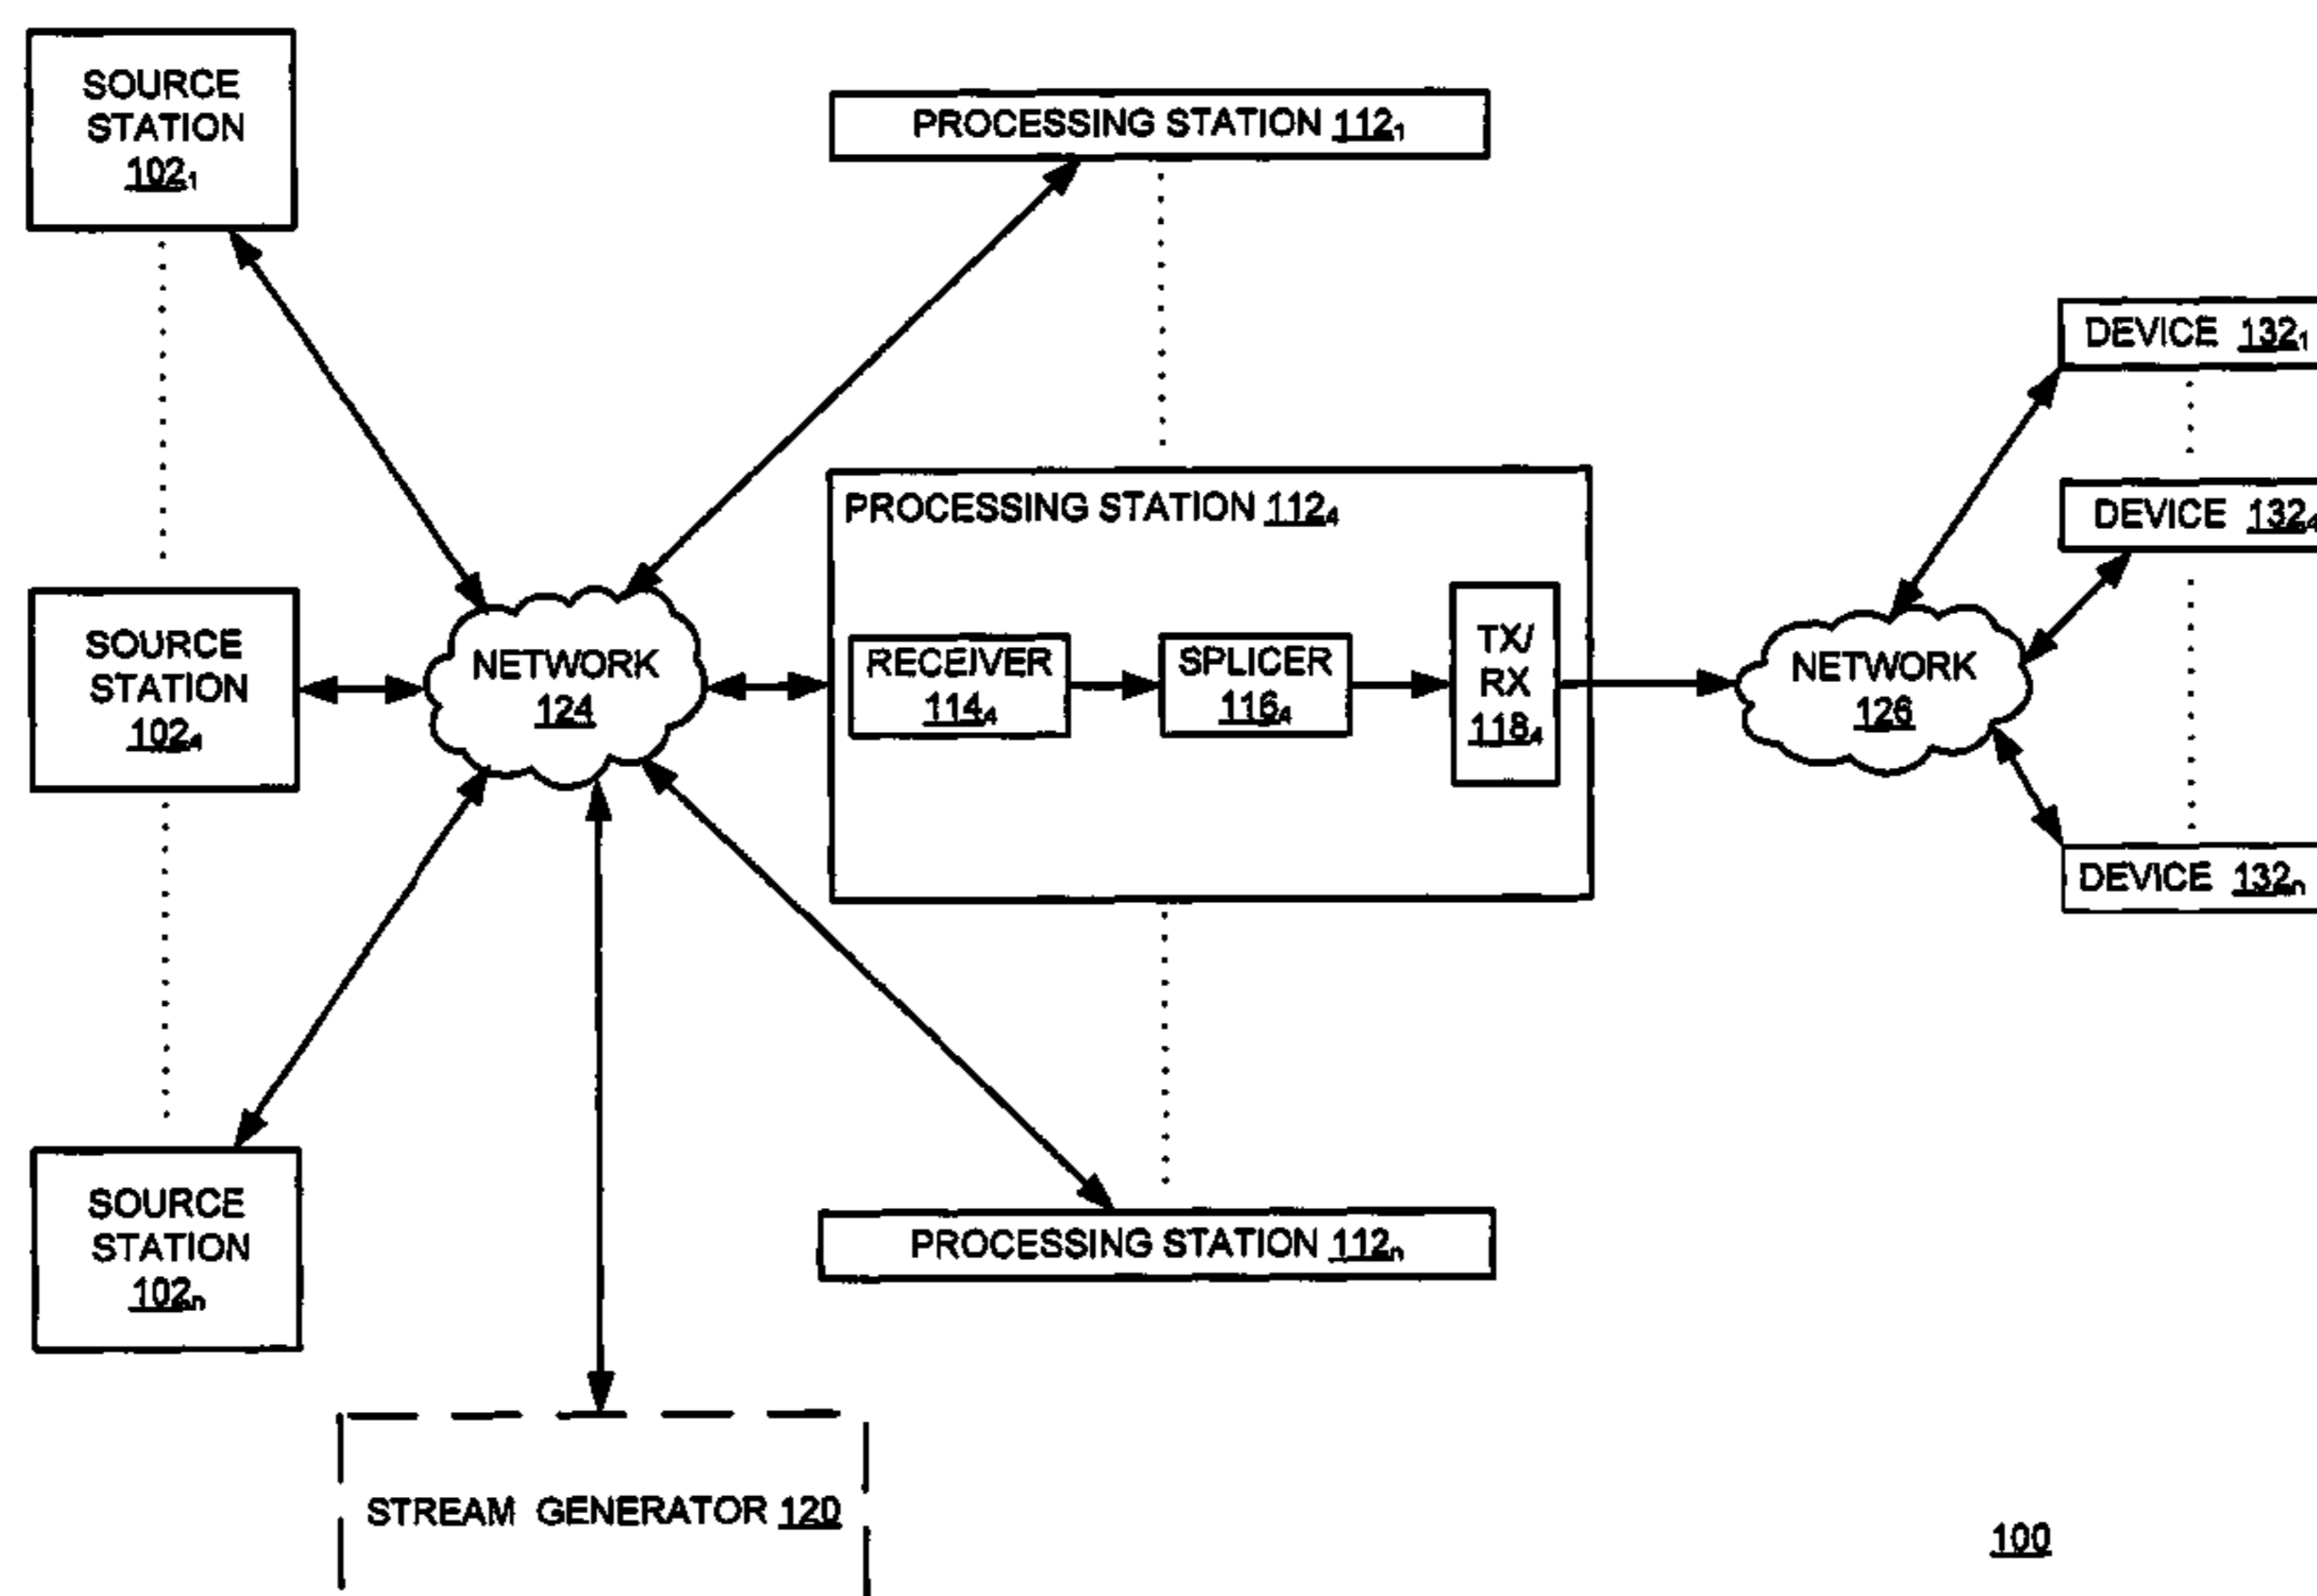 SOURCE
STATION
102₁
PROCESSING STATION 112₁
DEVICE 132₁
PROCESSING STATION 112₄
DEVICE 132₄
SOURCE
STATION
102₄
NETWORK
124
RECEIVER
114₄
SPLICER
116₄
TX/
RX
118₄
NETWORK
126
DEVICE 132ₙ
SOURCE
STATION
102ₙ
PROCESSING STATION 112ₙ
STREAM GENERATOR 120
100